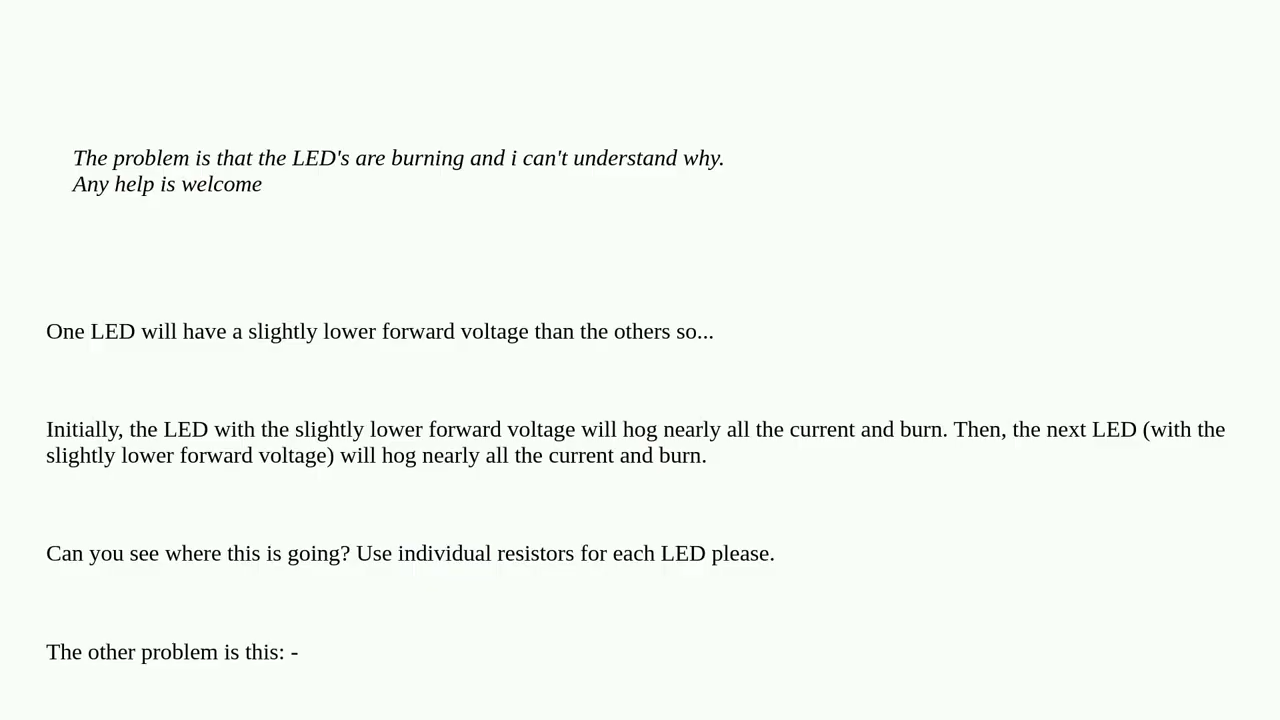 The problem is that the LED's are burning and i can't understand why.
Any help is welcome
One LED will have a slightly lower forward voltage than the others so...
Initially, the LED with the slightly lower forward voltage will hog nearly all the current and burn. Then, the next LED (with the
slightly lower forward voltage) will hog nearly all the current and burn.
Can you see where this is going? Use individual resistors for each LED please.
The other problem is this: -